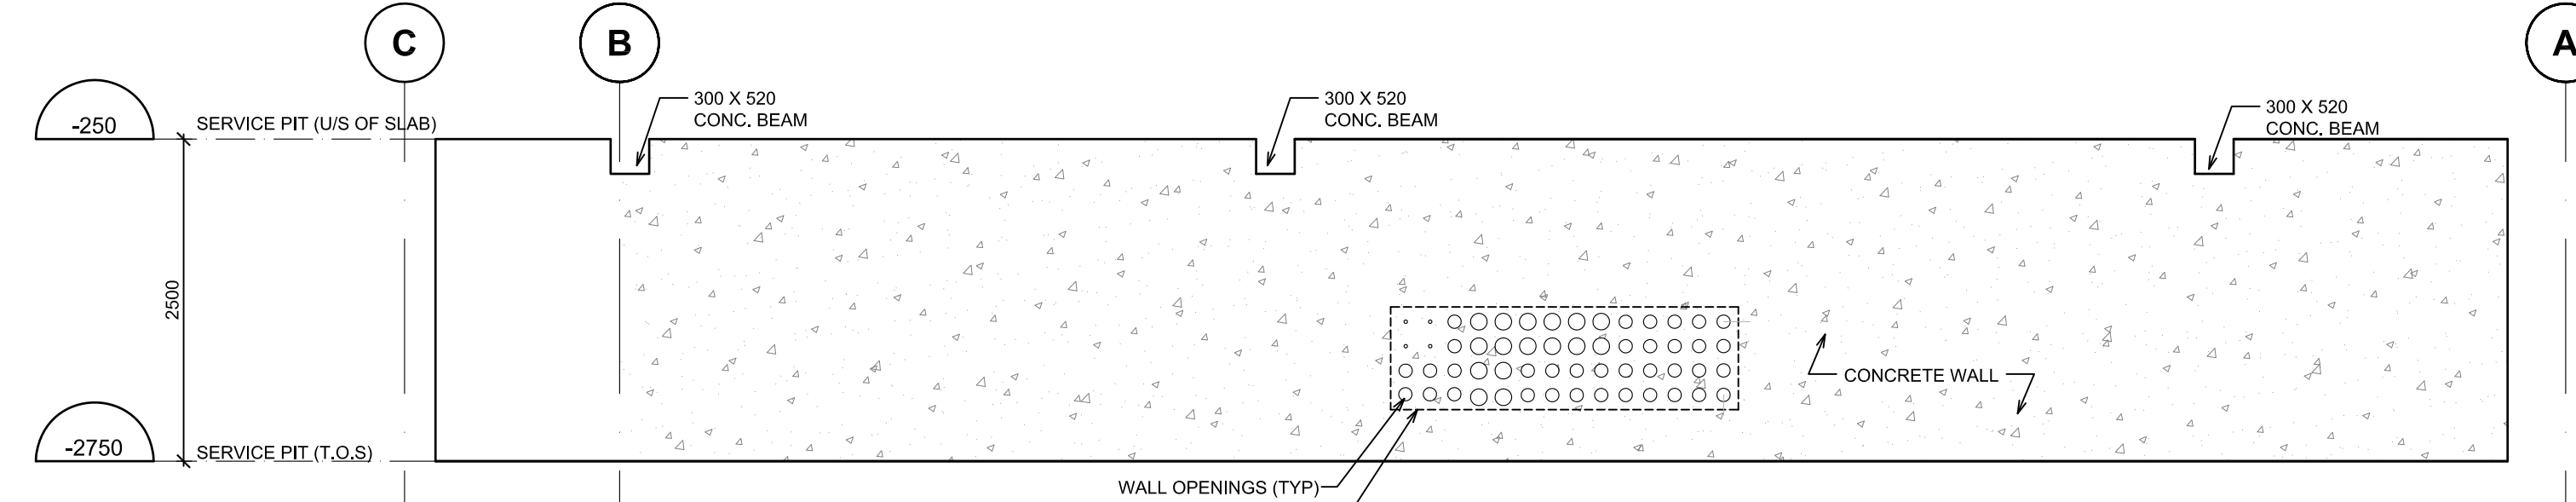 C
B
A
300 X 520
CONC. BEAM
300 X 520
CONC. BEAM
300 X 520
CONC. BEAM
-250
SERVICE PIT (U/S OF SLAB)
2500
CONCRETE WALL
-2750
SERVICE PIT (T.O.S)
WALL OPENINGS (TYP)